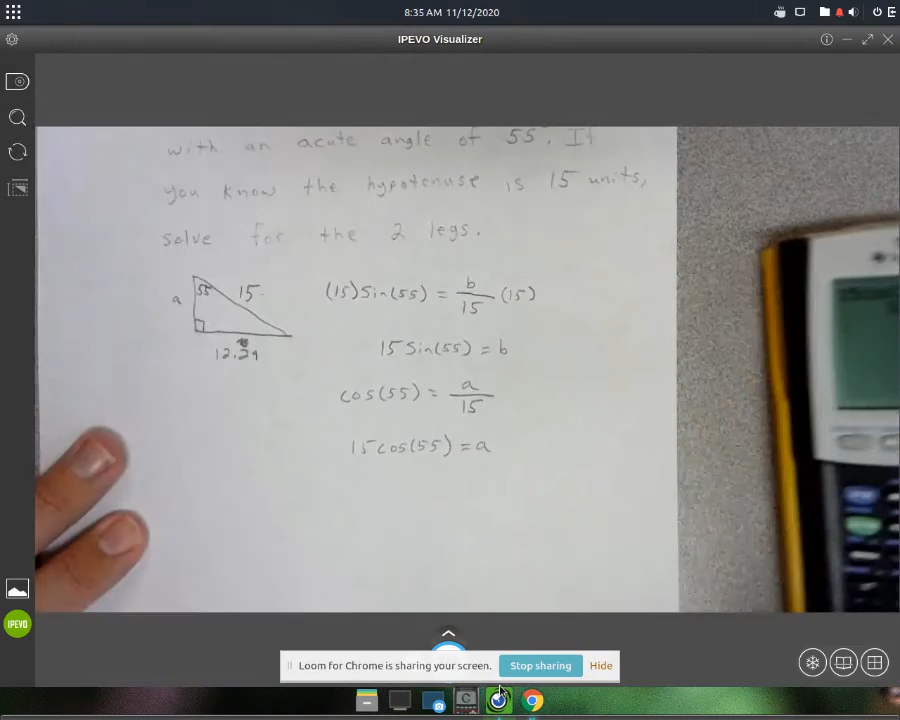 8:35 AM 11/12/2020
IPEVO Visualizer
with an acute angle of 55°. If
you know the hypotenuse is 15 units,
solve for the 2 legs.
55 15
a
12.29
(15) Sin(55) = b/15 (15)
15 Sin(55) = b
cos(55) = a/15
15 cos(55) = a
IPEVO
Loom for Chrome is sharing your screen. Stop sharing Hide
C